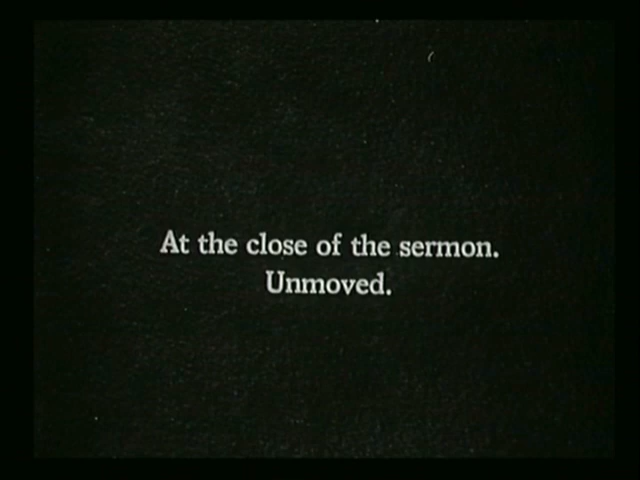 At the close of the sermon.
Unmoved.